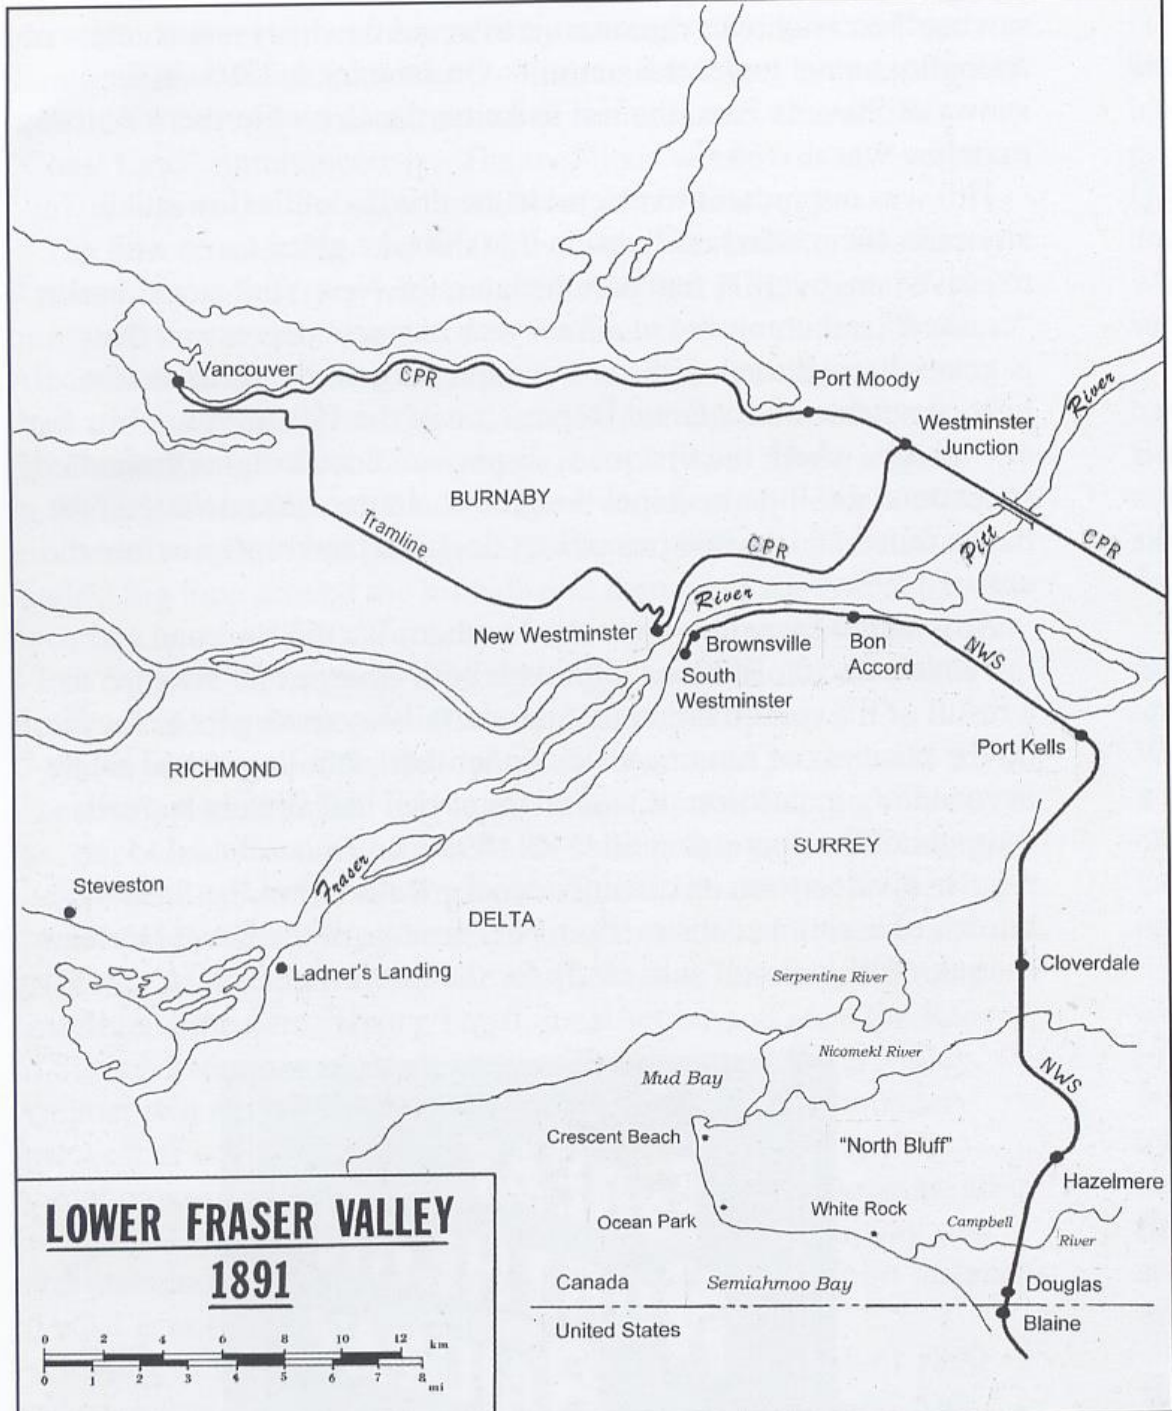 Vancouver
CPR
Port Moody
River
Westminster
Junction
BURNABY
Tramline
CPR
Pitt
CPR
River
New Westminster
Brownsville
Bon
Accord
NWS
South
Westminster
Port Kells
RICHMOND
SURREY
Fraser
Steveston
DELTA
Ladner's Landing
Serpentine River
Cloverdale
Nicomekl River
Mud Bay
NWS
Crescent Beach
"North Bluff"
Hazelmere
Ocean Park
White Rock
Campbell
River
Canada
Semiahmoo Bay
Douglas
United States
Blaine
LOWER FRASER VALLEY
1891
0 2 4 6 8 10 12 km
0 1 2 3 4 5 6 7 8 mi